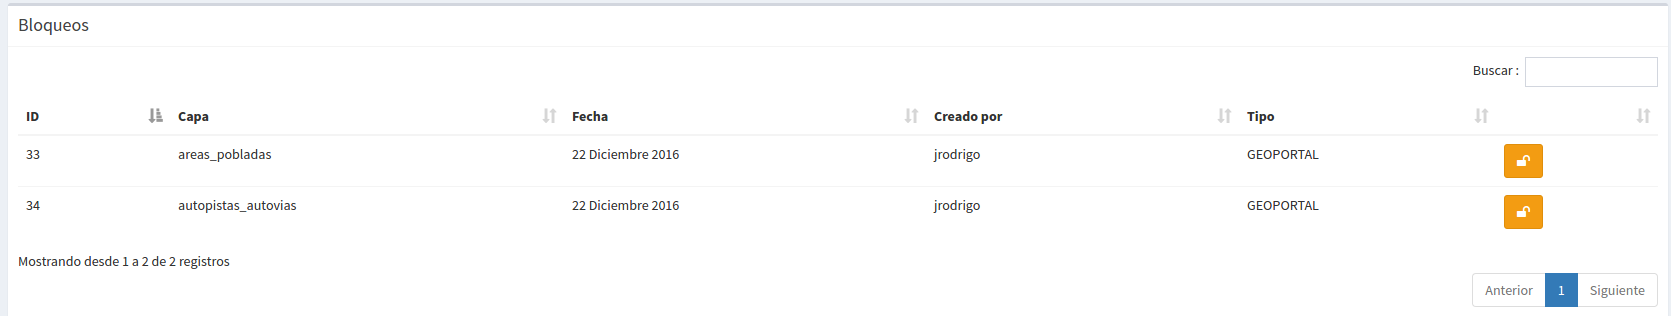 Bloqueos
Buscar :
ID Capa Fecha Creado por Tipo
33 areas_pobladas 22 Diciembre 2016 jrodrigo GEOPORTAL
34 autopistas_autovias 22 Diciembre 2016 jrodrigo GEOPORTAL
Mostrando desde 1 a 2 de 2 registros
Anterior 1 Siguiente